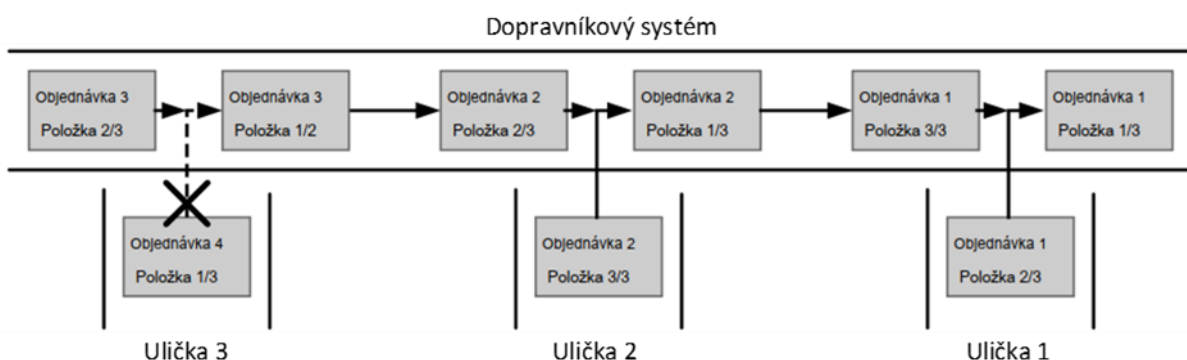 Dopravníkový systém
Objednávka 3
Položka 2/3
Objednávka 3
Položka 1/2
Objednávka 2
Položka 2/3
Objednávka 2
Položka 1/3
Objednávka 1
Položka 3/3
Objednávka 1
Položka 1/3
Objednávka 4
Položka 1/3
Objednávka 2
Položka 3/3
Objednávka 1
Položka 2/3
Ulička 3
Ulička 2
Ulička 1